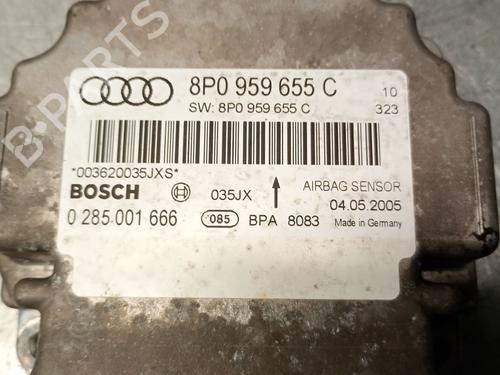 B-PARTS
8P0 959 655 C
10
SW: 8P0 959 655 C
323
*003620035JXS*
BOSCH
035JX
AIRBAG SENSOR
0 285 001 666
085
BPA 8083
04.05.2005
Made in Germany